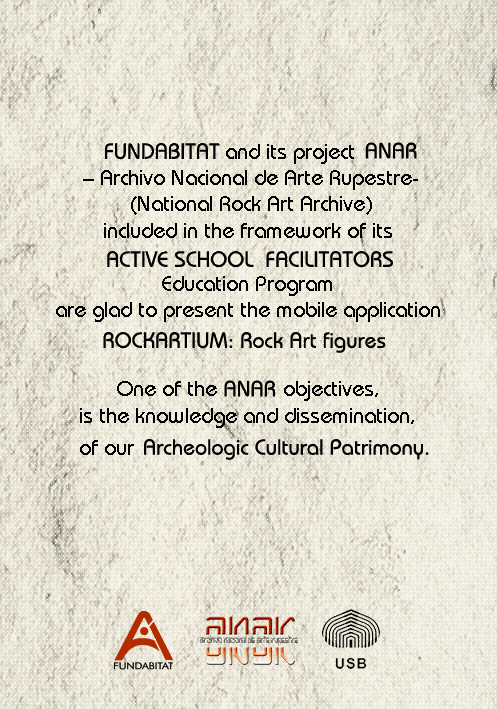 FUNDABITAT and its project ANAR
– Archivo Nacional de Arte Rupestre-
(National Rock Art Archive)
included in the framework of its
ACTIVE SCHOOL FACILITATORS
Education Program
are glad to present the mobile application
ROCKARTIUM: Rock Art figures
One of the ANAR objectives,
is the knowledge and dissemination,
of our Archeologic Cultural Patrimony.
FUNDABITAT
ANAR
archivo nacional de arte rupestre
USB